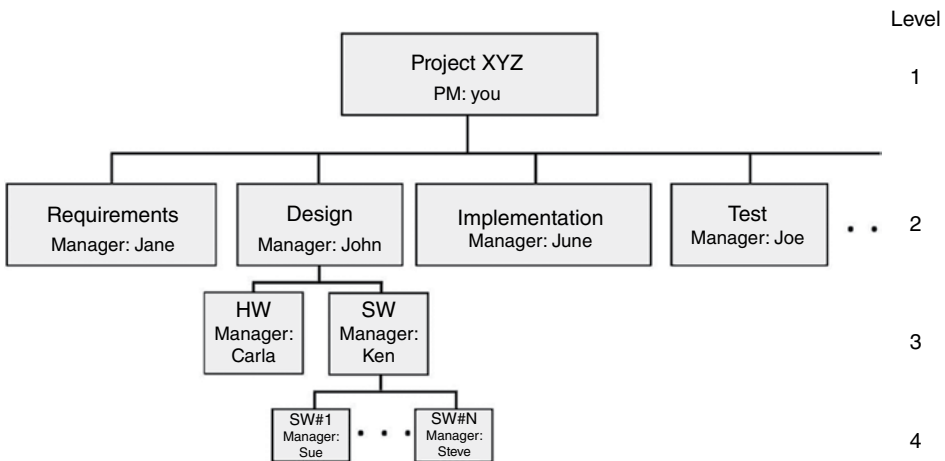 Level
Project XYZ
PM: you
1
Requirements
Manager: Jane
Design
Manager: John
Implementation
Manager: June
Test
Manager: Joe
. .
2
HW
Manager:
Carla
SW
Manager:
Ken
3
SW#1
Manager:
Sue
. . .
SW#N
Manager:
Steve
4